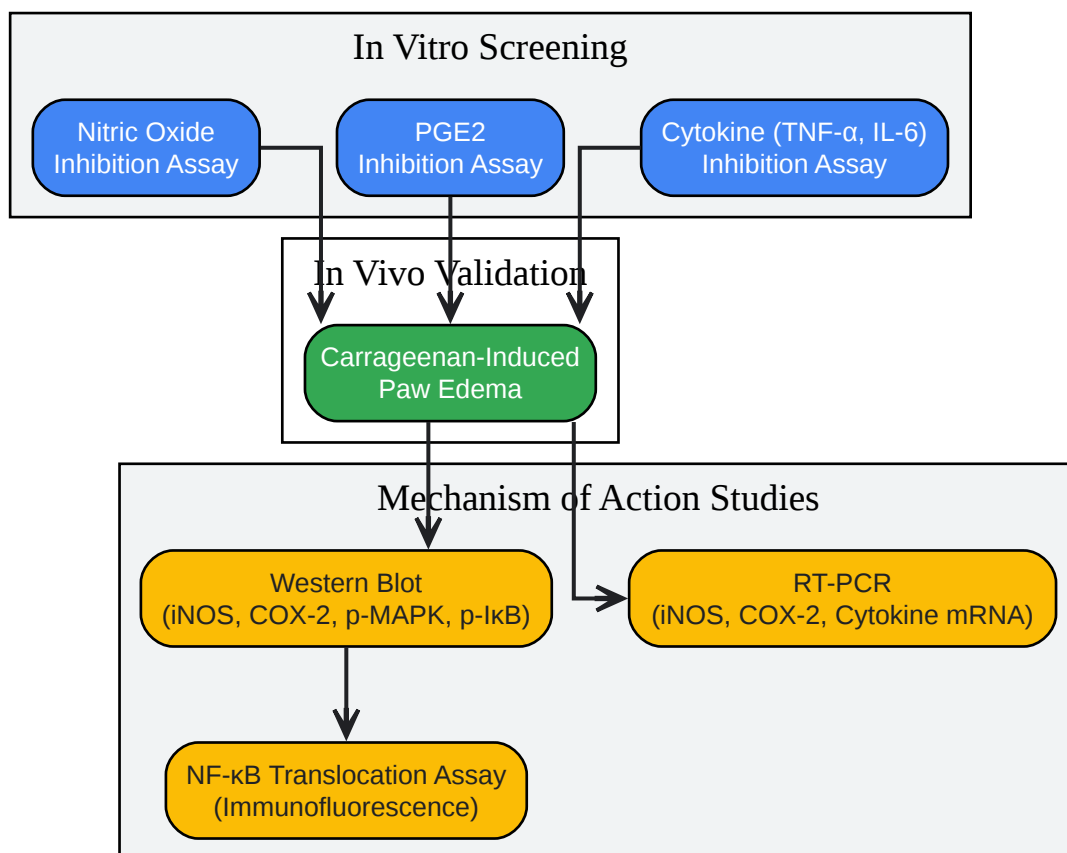 In Vitro Screening
Nitric Oxide
Inhibition Assay
PGE2
Inhibition Assay
Cytokine (TNF-α, IL-6)
Inhibition Assay
In Vivo Validation
Carrageenan-Induced
Paw Edema
Mechanism of Action Studies
Western Blot
(iNOS, COX-2, p-MAPK, p-IκB)
RT-PCR
(iNOS, COX-2, Cytokine mRNA)
NF-κB Translocation Assay
(Immunofluorescence)